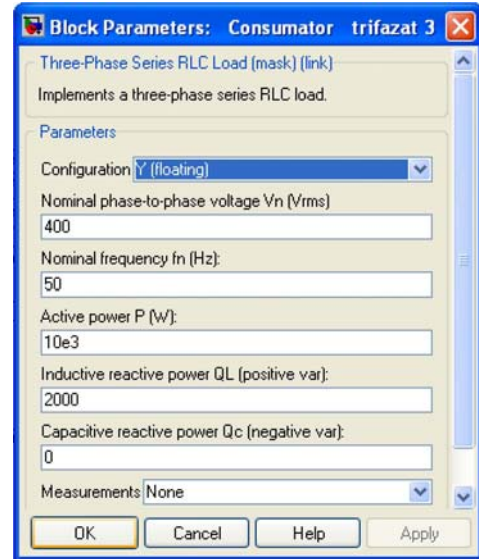 Block Parameters: Consumator trifazat 3
Three-Phase Series RLC Load (mask) (link)
Implements a three-phase series RLC load.
Parameters
Configuration Y (floating)
Nominal phase-to-phase voltage Vn (Vrms)
400
Nominal frequency fn (Hz):
50
Active power P (W):
10e3
Inductive reactive power QL (positive var):
2000
Capacitive reactive power Qc (negative var):
0
Measurements None
OK Cancel Help Apply